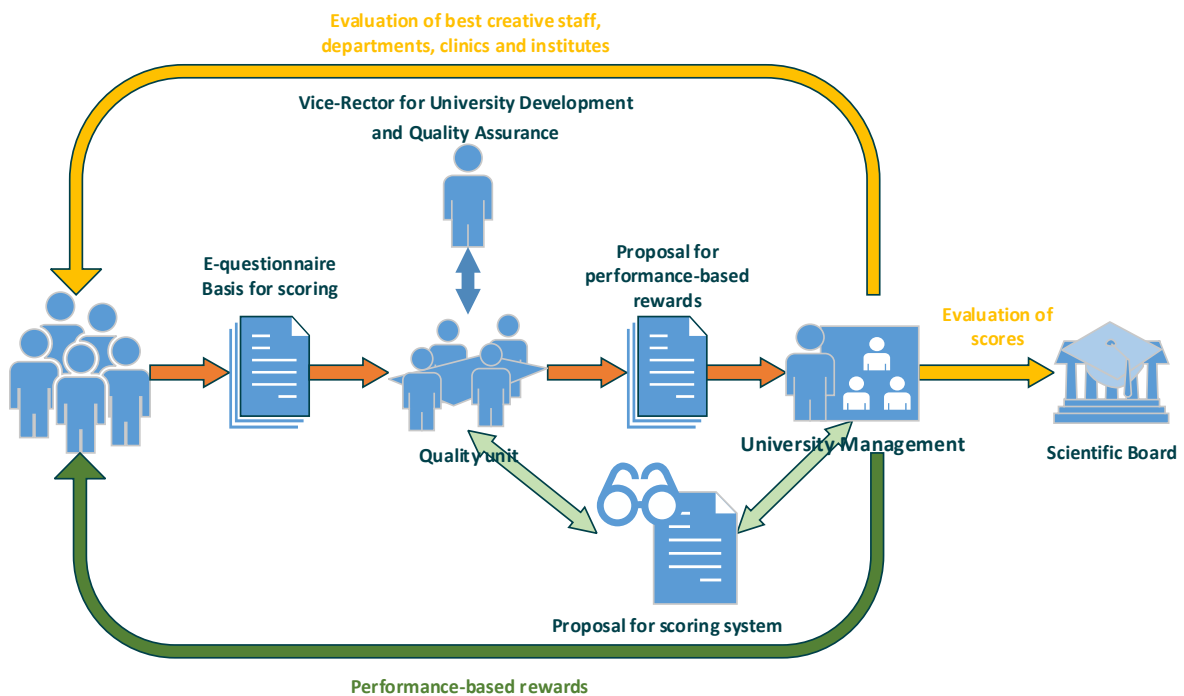 Evaluation of best creative staff,
departments, clinics and institutes
Vice-Rector for University Development
and Quality Assurance
E-questionnaire
Basis for scoring
Proposal for
performance-based
rewards
Evaluation of
scores
Quality unit
University Management
Scientific Board
Proposal for scoring system
Performance-based rewards